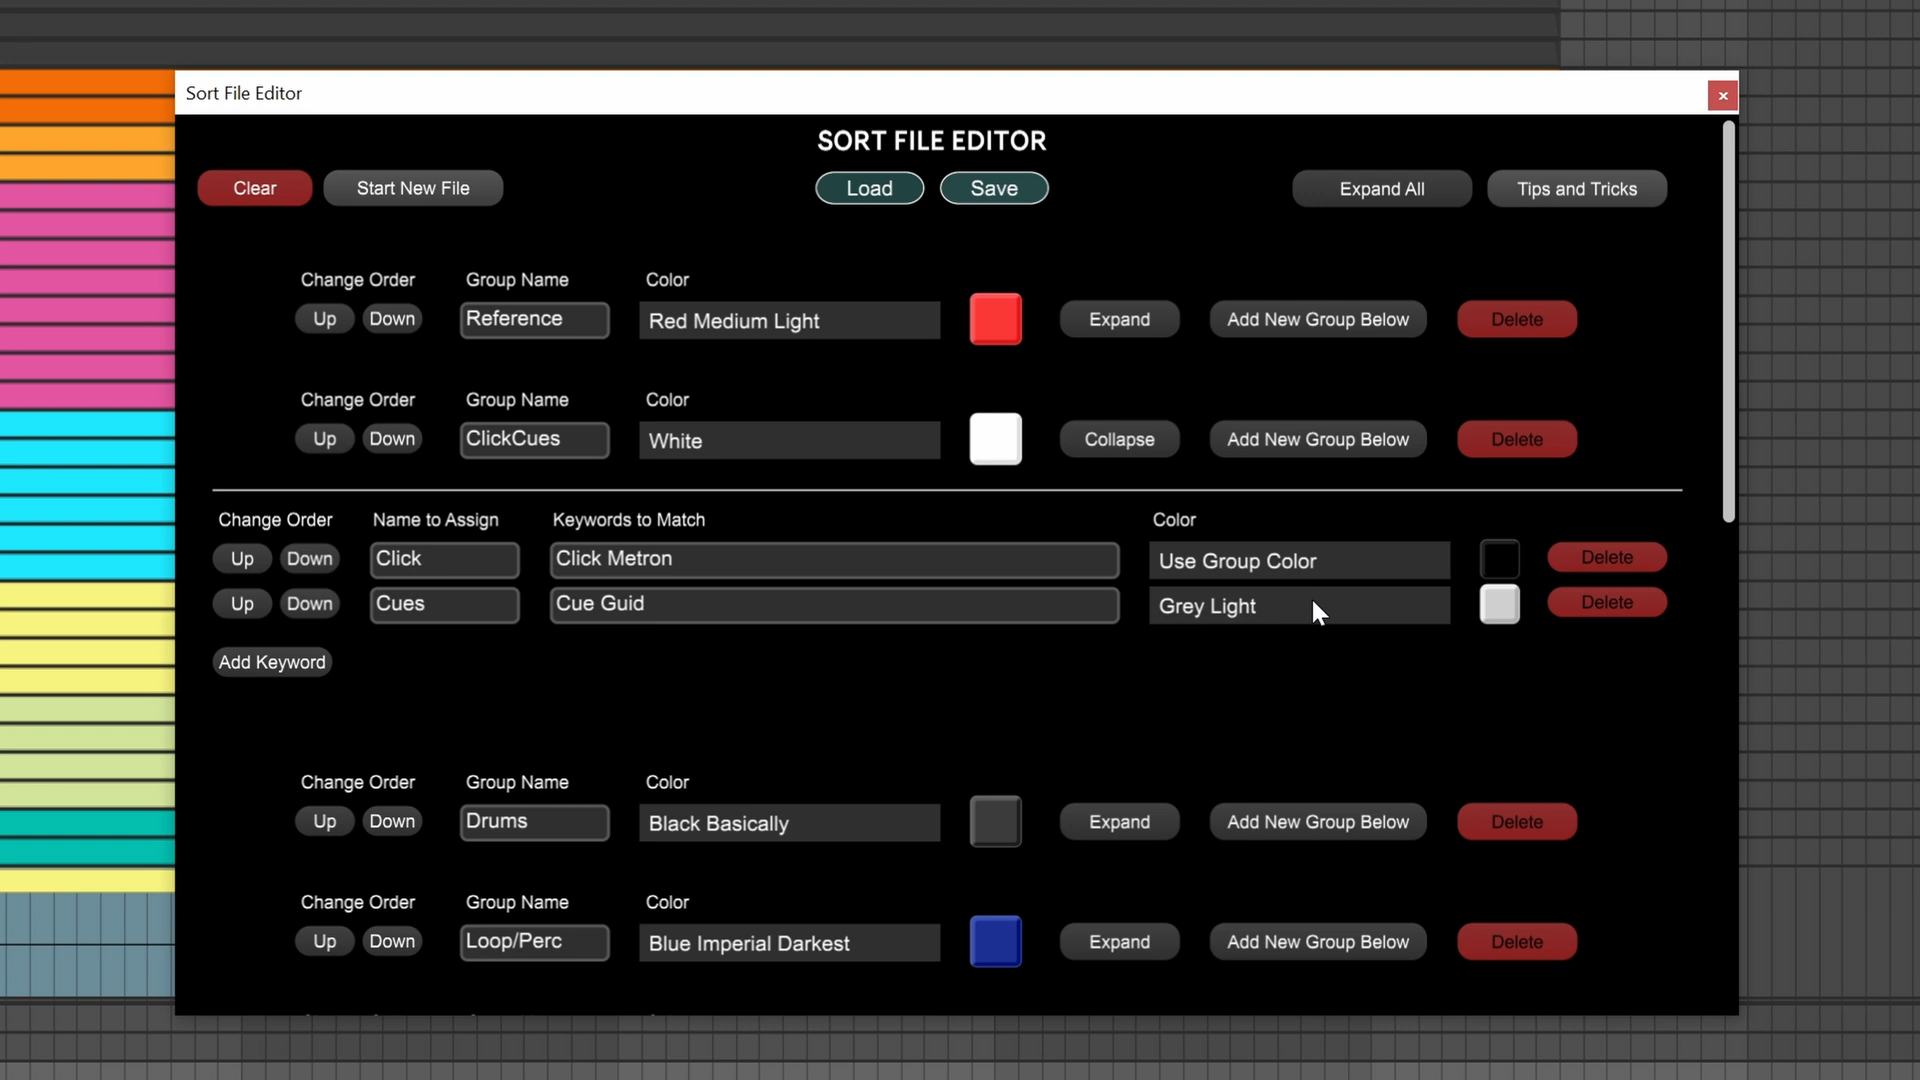 Sort File Editor
×
SORT FILE EDITOR
Clear Start New File Load Save Expand All Tips and Tricks
Change Order Group Name Color
Up Down Reference Red Medium Light Expand Add New Group Below Delete
Change Order Group Name Color
Up Down ClickCues White Collapse Add New Group Below Delete
Change Order Name to Assign Keywords to Match Color
Up Down Click Click Metron Use Group Color Delete
Up Down Cues Cue Guid Grey Light Delete
Add Keyword
Change Order Group Name Color
Up Down Drums Black Basically Expand Add New Group Below Delete
Change Order Group Name Color
Up Down Loop/Perc Blue Imperial Darkest Expand Add New Group Below Delete